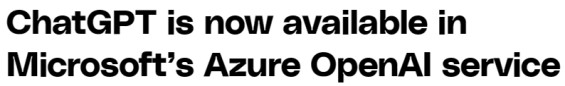 ChatGPT is now available in
Microsoft’s Azure OpenAI service